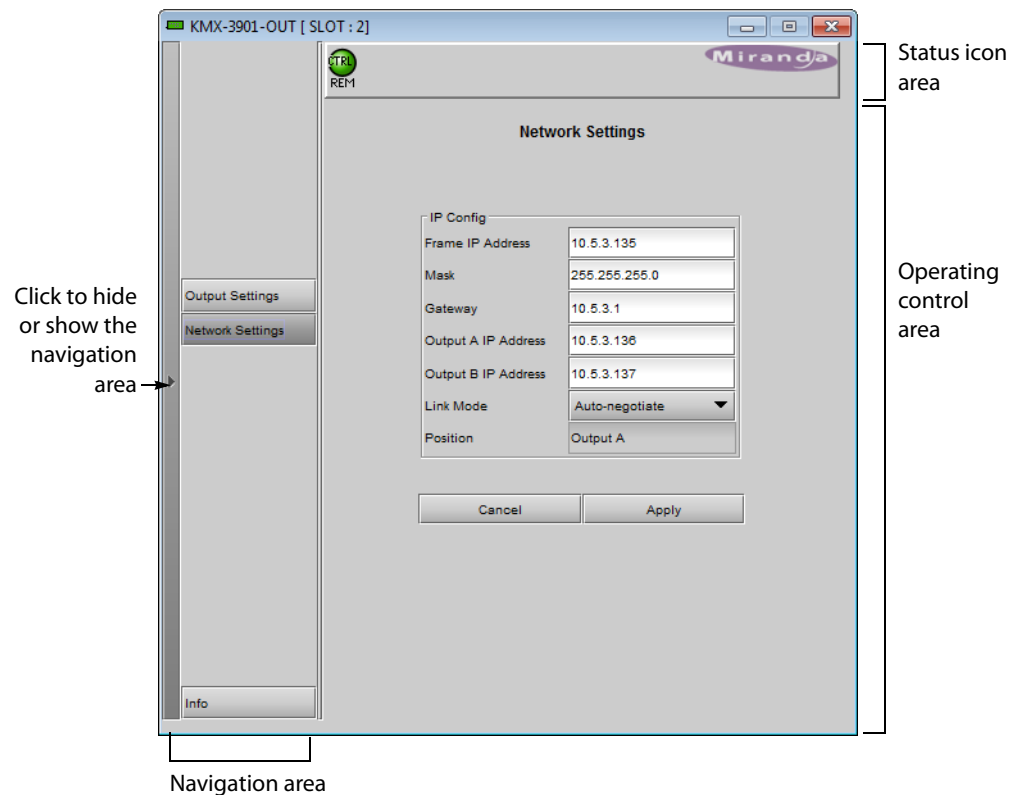 KMX-3901-OUT [ SLOT : 2]
CTRL
REM
Miranda
Status icon
area
Network Settings
IP Config
Frame IP Address 10.5.3.135
Mask 255.255.255.0
Gateway 10.5.3.1
Output A IP Address 10.5.3.136
Output B IP Address 10.5.3.137
Link Mode Auto-negotiate
Position Output A
Cancel Apply
Output Settings
Network Settings
Info
Click to hide
or show the
navigation
area
Operating
control
area
Navigation area